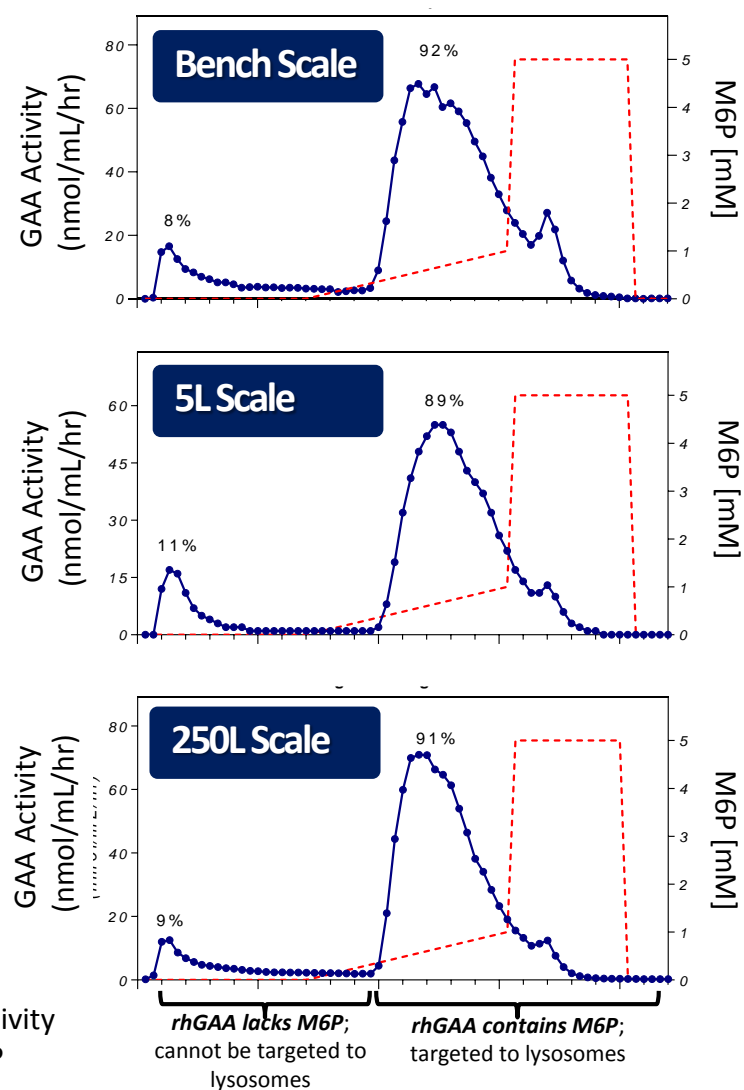 Bench Scale
92%
8%
80
60
40
20
0
5
4
3
2
1
0
GAA Activity
(nmol/mL/hr)
M6P [mM]
5L Scale
89%
11%
60
45
30
15
0
5
4
3
2
1
0
GAA Activity
(nmol/mL/hr)
M6P [mM]
250L Scale
91%
9%
80
60
40
20
0
5
4
3
2
1
0
GAA Activity
(nmol/mL/hr)
M6P [mM]
rhGAA lacks M6P;
cannot be targeted to
lysosomes
rhGAA contains M6P;
targeted to lysosomes